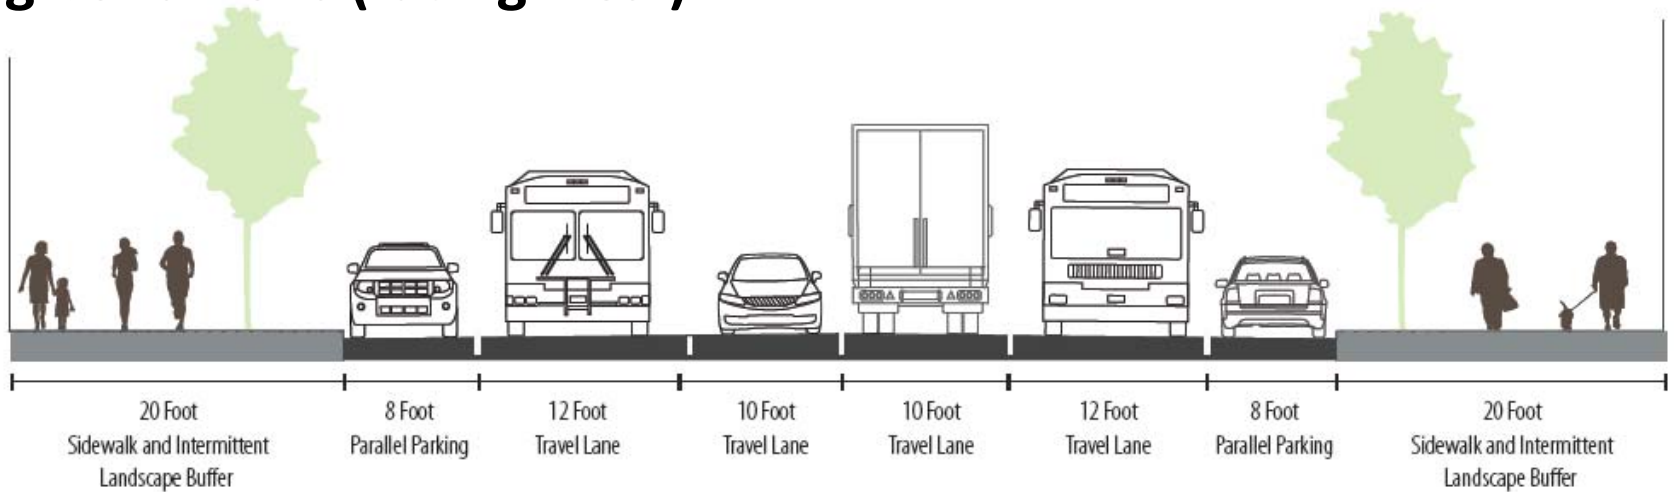 20 Foot
Sidewalk and Intermittent
Landscape Buffer
8 Foot
Parallel Parking
12 Foot
Travel Lane
10 Foot
Travel Lane
10 Foot
Travel Lane
12 Foot
Travel Lane
8 Foot
Parallel Parking
20 Foot
Sidewalk and Intermittent
Landscape Buffer